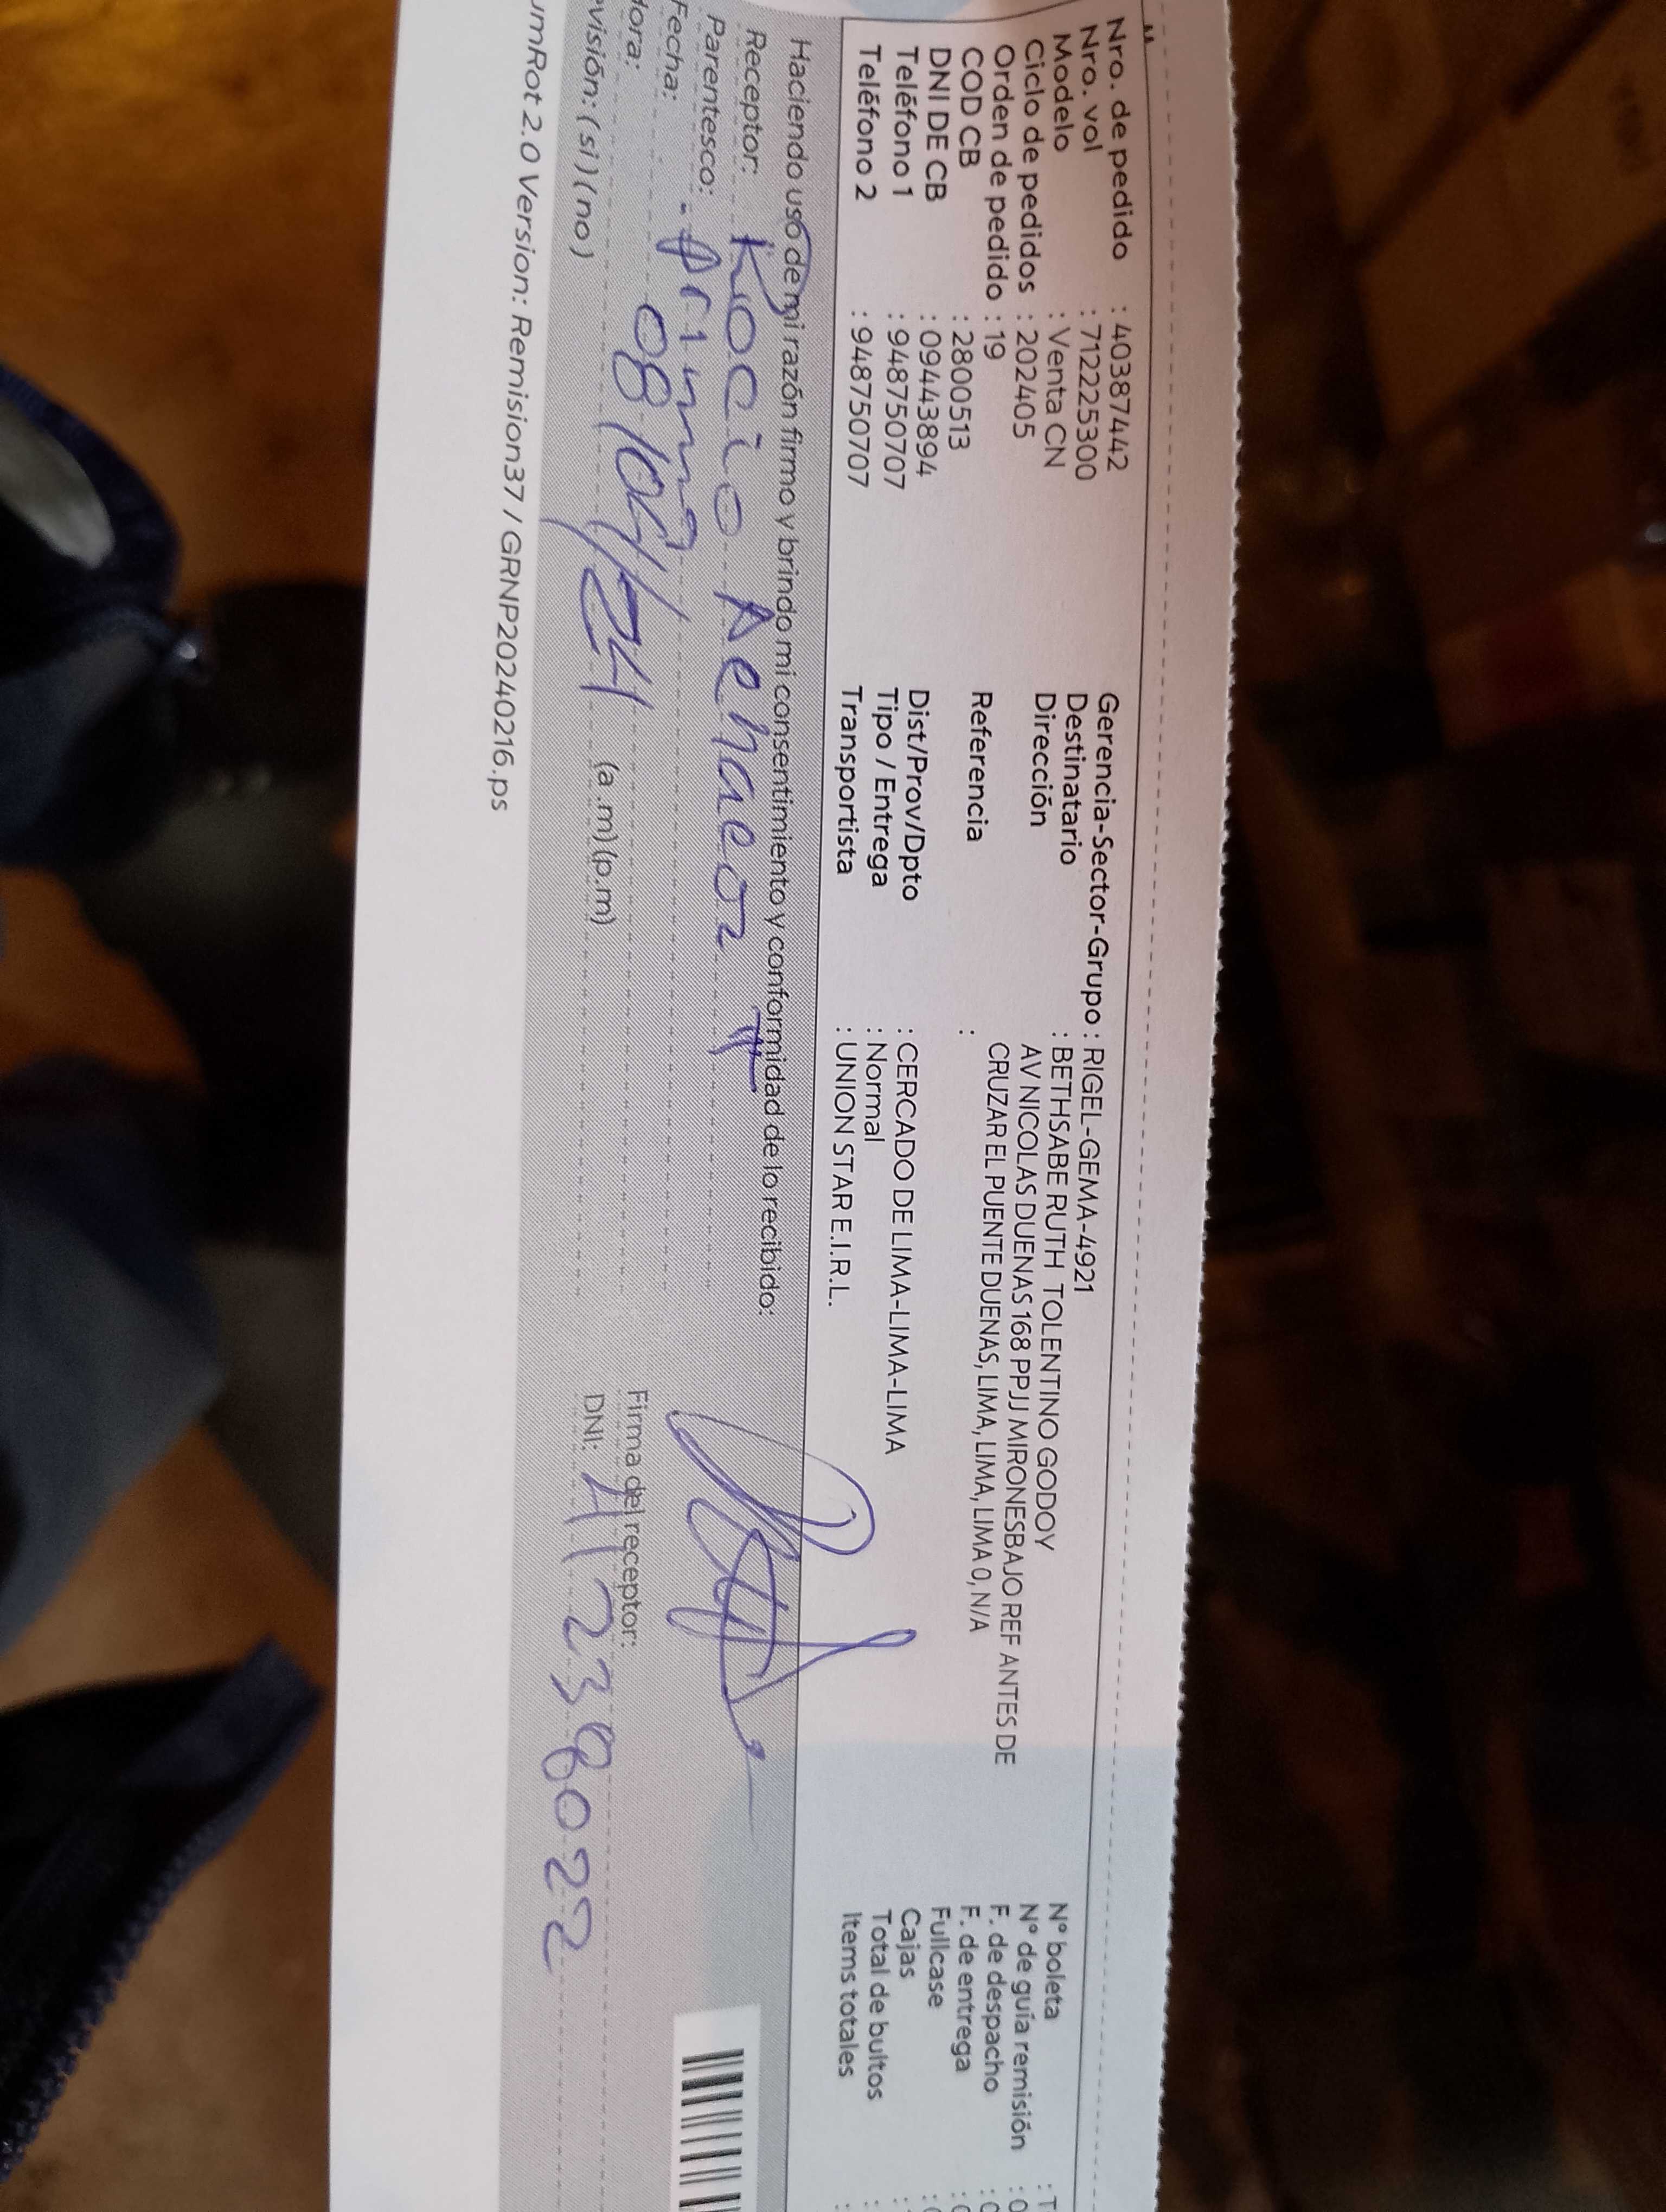 Nro. de pedido : 40387442
Nro. vol : 712225300
Modelo : Venta CN
Ciclo de pedidos : 202405
Orden de pedido : 19
COD CB : 2800513
DNI DE CB : 09443894
Teléfono 1 : 948750707
Teléfono 2 : 948750707
Gerencia-Sector-Grupo : RIGEL-GEMA-4921
Destinatario : BETHSABE RUTH TOLENTINO GODOY
Dirección AV NICOLAS DUENAS 168 PPJJ MIRONESBAJO REF ANTES DE
CRUZAR EL PUENTE DUENAS, LIMA, LIMA, LIMA, LIMA 0, N/A
Referencia :
Dist/Prov/Dpto : CERCADO DE LIMA-LIMA-LIMA
Tipo / Entrega : Normal
Transportista : UNION STAR E.I.R.L.
N° boleta : T
N° de guía remisión : 0
F. de despacho
F. de entrega
Fullcase
Cajas
Total de bultos
Items totales
Haciendo uso de mi razón firmo y brindo mi consentimiento y conformidad de lo recibido:
Receptor: Rocio
Parentesco:
Fecha: 08/04/24
Hora: (a.m)(p.m)
visión: (si) (no)
Firma del receptor:
DNI: 41238022
umRot 2.0 Version: Remision37 / GRNP20240216.ps